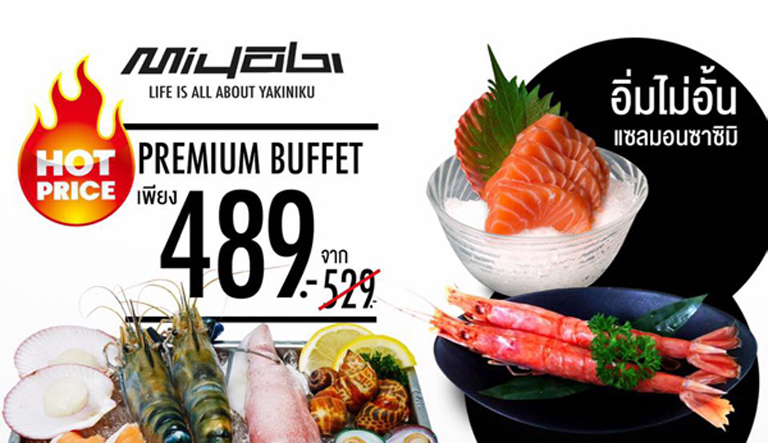 Miyabi
LIFE IS ALL ABOUT YAKINIKU
HOT
PRICE
PREMIUM BUFFET
เพียง
489.-
จาก
529.-
อิ่มไม่อั้น
แซลมอนซาซิมิ